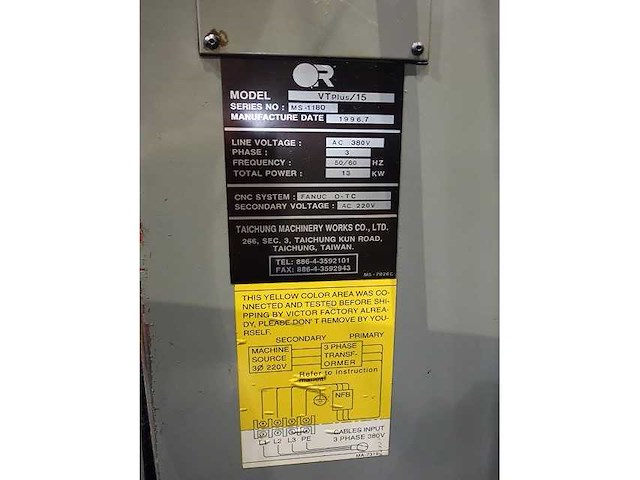 R
MODEL VTPlus/15
SERIES NO : MS-1180
MANUFACTURE DATE 1996.7
LINE VOLTAGE : AC 380V
PHASE : 3
FREQUENCY : 50/60 HZ
TOTAL POWER : 13 KW
CNC SYSTEM : FANUC O-TC
SECONDARY VOLTAGE : AC 220V
TAICHUNG MACHINERY WORKS CO., LTD.
266, SEC. 3, TAICHUNG KUN ROAD,
TAICHUNG, TAIWAN.
TEL: 886-4-3592101
FAX: 886-4-3592943
THIS YELLOW COLOR AREA WAS CO-
NNECTED AND TESTED BEFORE SHI-
PPING BY VICTOR FACTORY ALREA-
DY, PLEASE DON'T REMOVE BY YOU-
RSELF.
SECONDARY PRIMARY
MACHINE SOURCE 3Ø 220V
3 PHASE TRANSF- ORMER
Refer to instruction
manual
NFB
L1 L2 L3 PE
CABLES INPUT
3 PHASE 380V